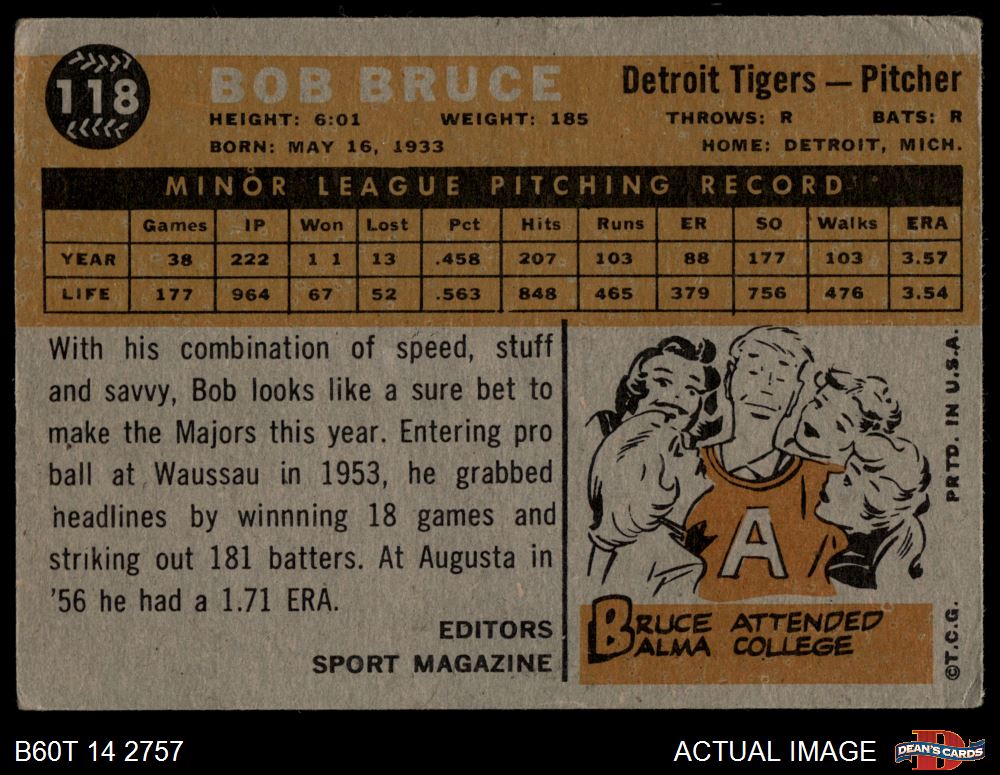 118
BOB BRUCE
Detroit Tigers — Pitcher
HEIGHT: 6:01 WEIGHT: 185 THROWS: R BATS: R
BORN: MAY 16, 1933 HOME: DETROIT, MICH.
MINOR LEAGUE PITCHING RECORD
Games IP Won Lost Pct Hits Runs ER SO Walks ERA
YEAR 38 222 1 1 13 .458 207 103 88 177 103 3.57
LIFE 177 964 67 52 .563 848 465 379 756 476 3.54
With his combination of speed, stuff
and savvy, Bob looks like a sure bet to
make the Majors this year. Entering pro
ball at Waussau in 1953, he grabbed
headlines by winnning 18 games and
striking out 181 batters. At Augusta in
'56 he had a 1.71 ERA.
EDITORS
SPORT MAGAZINE
A
BRUCE ATTENDED
ALMA COLLEGE
PRTD. IN U.S.A.
©T.C.G.
B60T 14 2757
ACTUAL IMAGE
D
DEAN'S CARDS